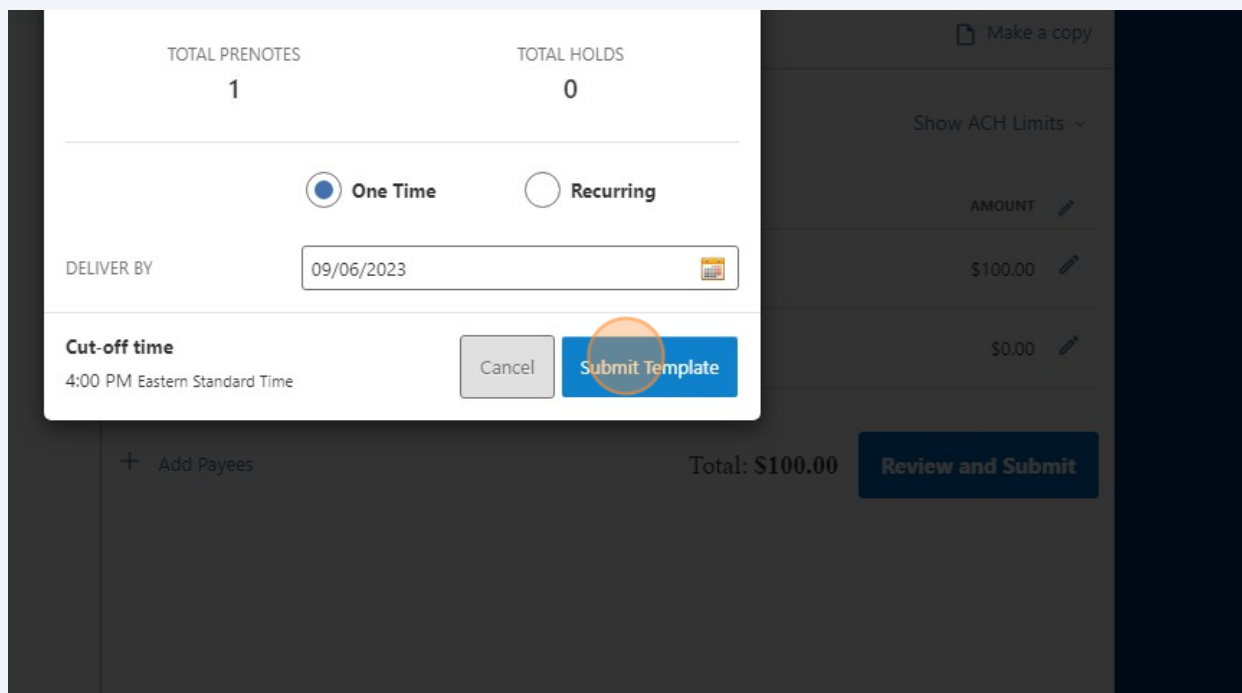 Make a copy
TOTAL PRENOTES TOTAL HOLDS
1 0
Show ACH Limits
One Time Recurring
AMOUNT
DELIVER BY 09/06/2023
$100.00
Cut-off time
$0.00
Cancel Submit Template
4:00 PM Eastern Standard Time
+ Add Payees Total: $100.00 Review and Submit